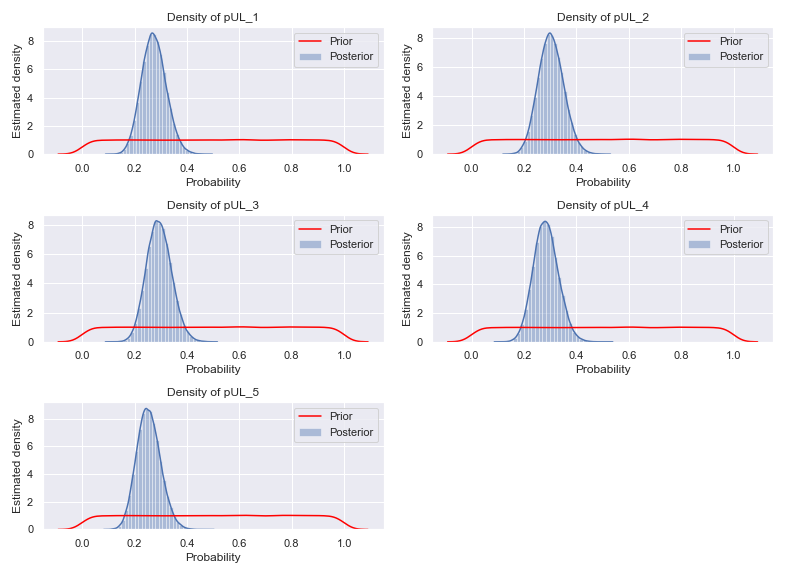 Density of pUL_1
Estimated density
8
6
4
2
0
Prior
Posterior
0.0 0.2 0.4 0.6 0.8 1.0
Probability
Density of pUL_2
Estimated density
8
6
4
2
0
Prior
Posterior
0.0 0.2 0.4 0.6 0.8 1.0
Probability
Density of pUL_3
Estimated density
8
6
4
2
0
Prior
Posterior
0.0 0.2 0.4 0.6 0.8 1.0
Probability
Density of pUL_4
Estimated density
8
6
4
2
0
Prior
Posterior
0.0 0.2 0.4 0.6 0.8 1.0
Probability
Density of pUL_5
Estimated density
8
6
4
2
0
Prior
Posterior
0.0 0.2 0.4 0.6 0.8 1.0
Probability